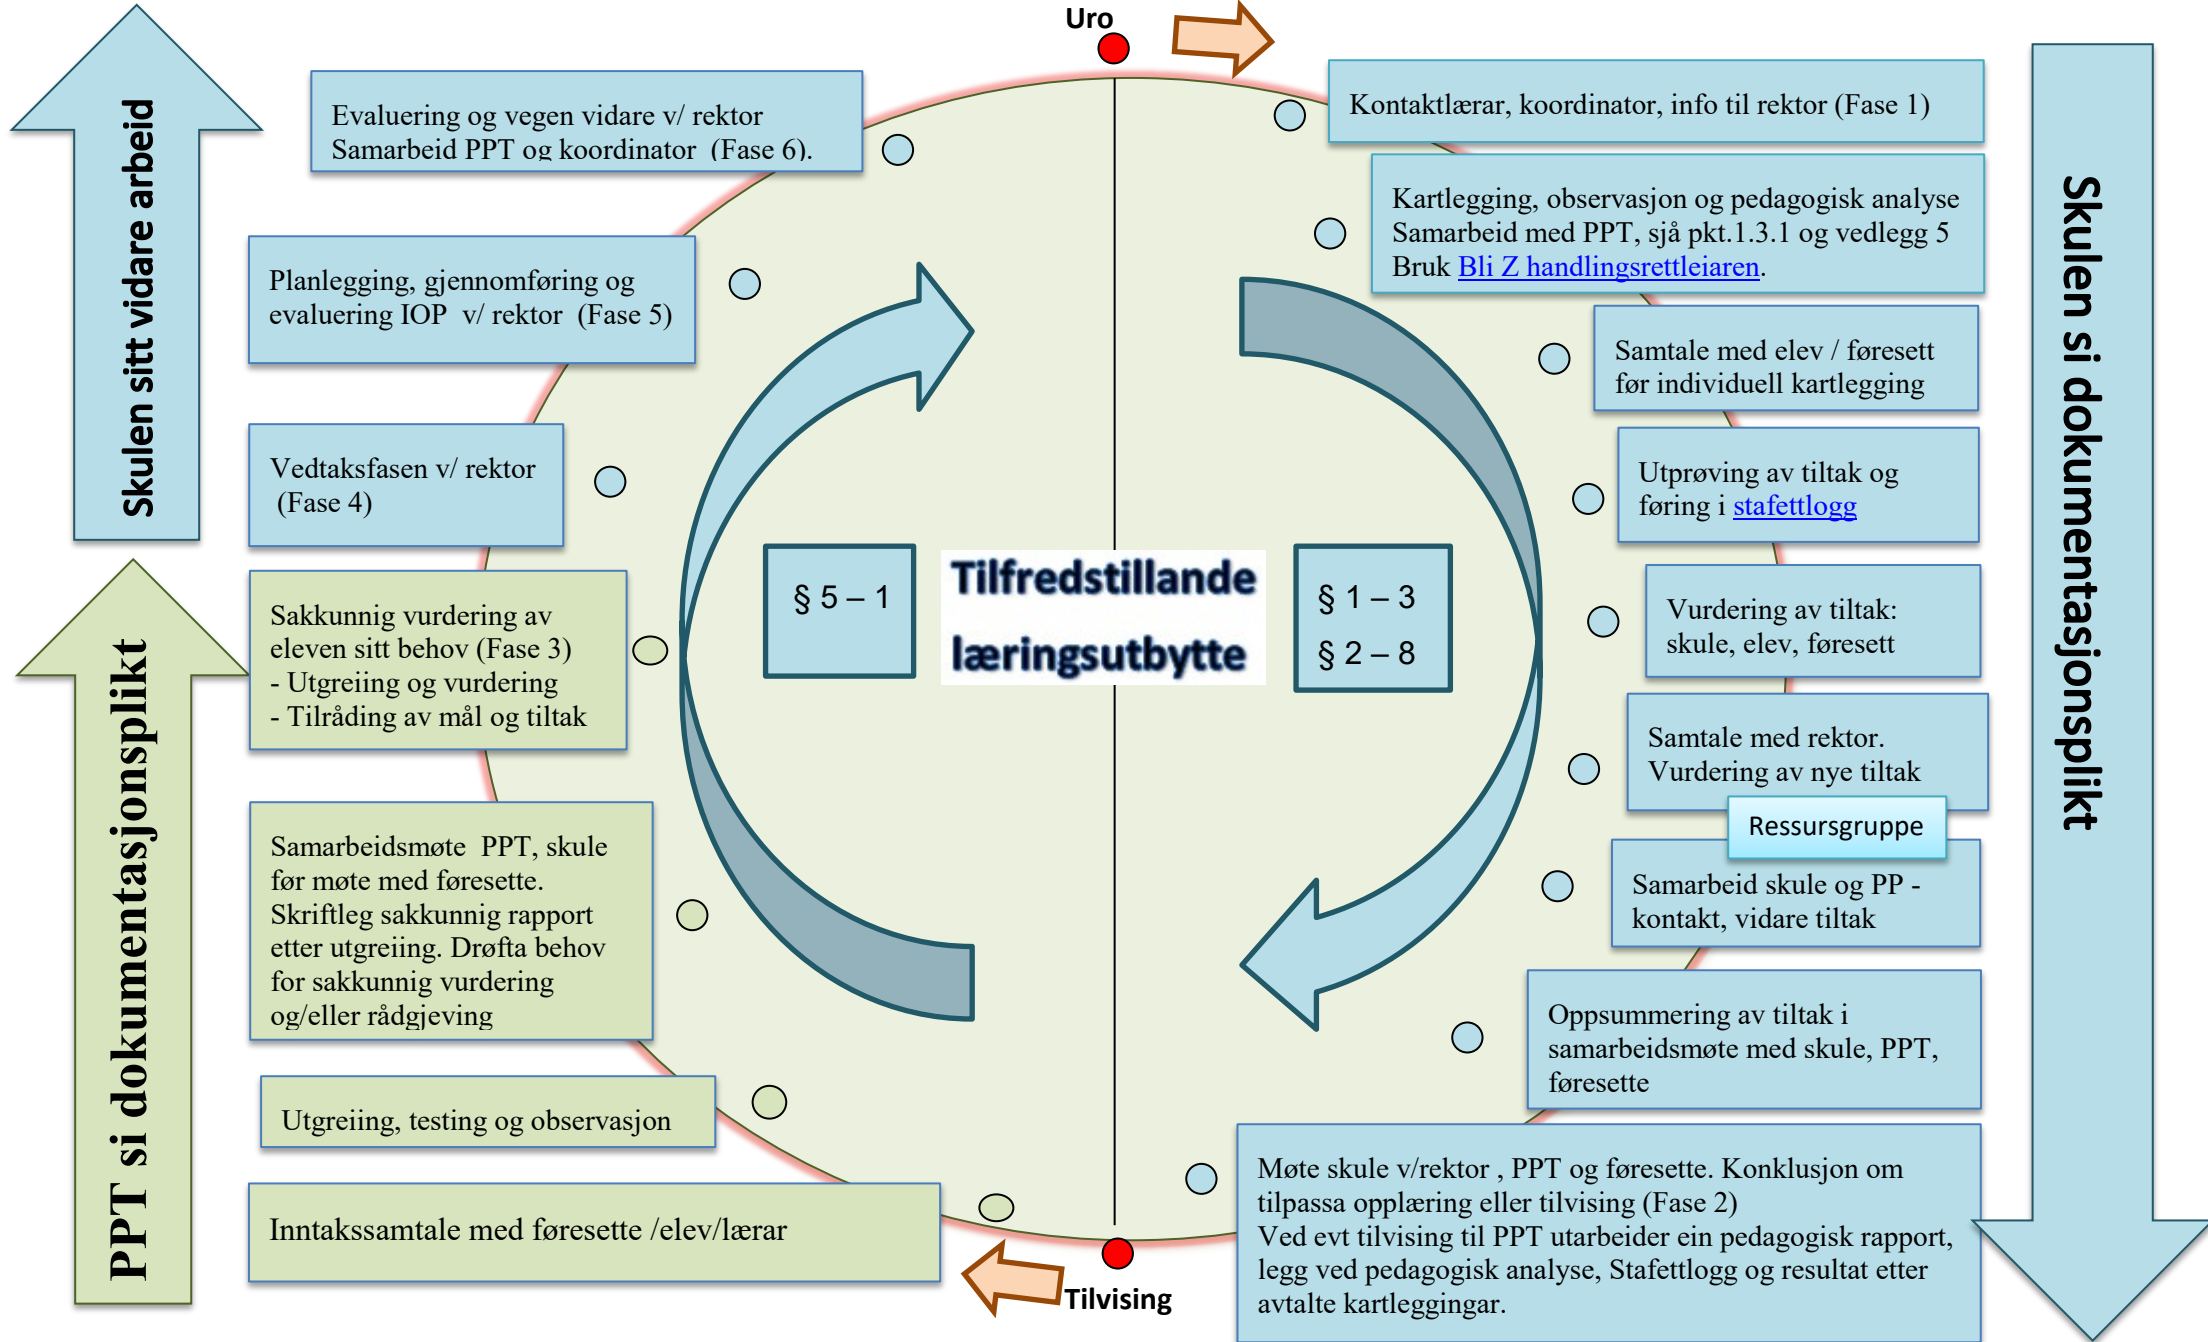 Uro
Kontaktlærar, koordinator, info til rektor (Fase 1)
Kartlegging, observasjon og pedagogisk analyse
Samarbeid med PPT, sjå pkt.1.3.1 og vedlegg 5
Bruk Bli Z handlingsrettleiaren.
Samtale med elev / føresett
før individuell kartlegging
Utprøving av tiltak og
føring i stafettlogg
Vurdering av tiltak:
skule, elev, føresett
Samtale med rektor.
Vurdering av nye tiltak
Ressursgruppe
Samarbeid skule og PP -
kontakt, vidare tiltak
Oppsummering av tiltak i
samarbeidsmøte med skule, PPT,
føresette
Møte skule v/rektor , PPT og føresette. Konklusjon om
tilpassa opplæring eller tilvising (Fase 2)
Ved evt tilvising til PPT utarbeider ein pedagogisk rapport,
legg ved pedagogisk analyse, Stafettlogg og resultat etter
avtalte kartleggingar.
Skulen si dokumentasjonsplikt
Tilvising
Inntakssamtale med føresette /elev/lærar
Utgreiing, testing og observasjon
Samarbeidsmøte PPT, skule
før møte med føresette.
Skriftleg sakkunnig rapport
etter utgreiing. Drøfta behov
for sakkunnig vurdering
og/eller rådgjeving
Sakkunnig vurdering av
eleven sitt behov (Fase 3)
- Utgreiing og vurdering
- Tilråding av mål og tiltak
PPT si dokumentasjonsplikt
Vedtaksfasen v/ rektor
(Fase 4)
Planlegging, gjennomføring og
evaluering IOP v/ rektor (Fase 5)
Evaluering og vegen vidare v/ rektor
Samarbeid PPT og koordinator (Fase 6).
Skulen sitt vidare arbeid
§ 5 – 1
Tilfredstillande
læringsutbytte
§ 1 – 3
§ 2 – 8